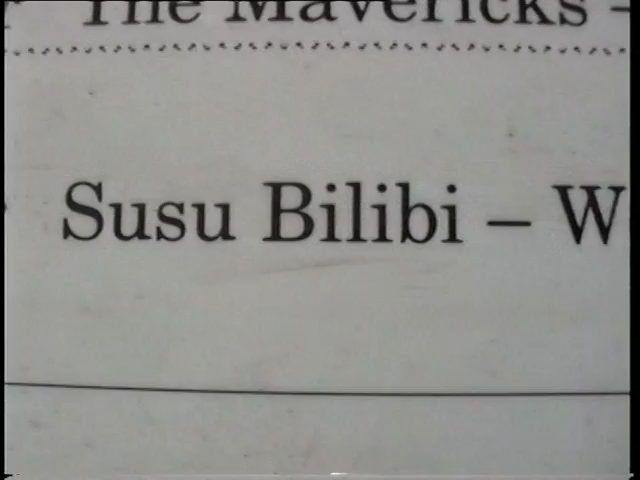 The Mavericks –
Susu Bilibi – W